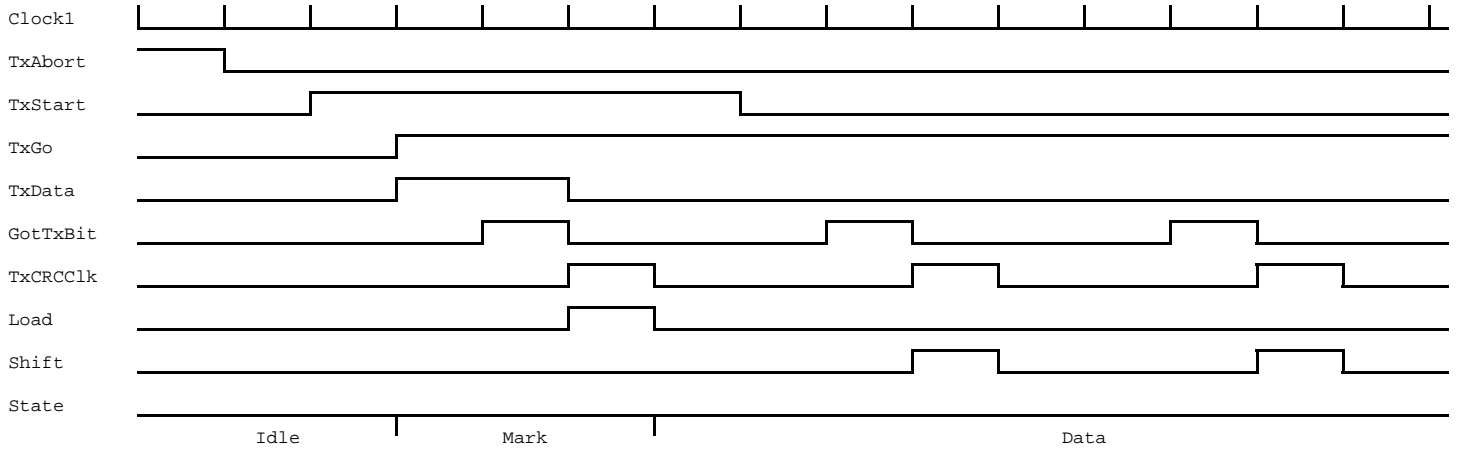 Clock1
TxAbort
TxStart
TxGo
TxData
GotTxBit
TxCRCClk
Load
Shift
State
Idle Mark Data